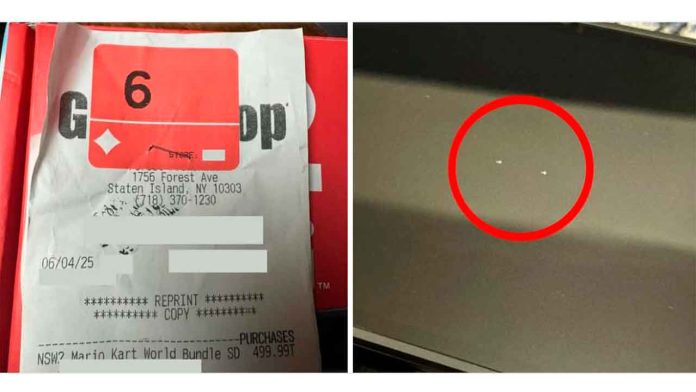 6
G op
STORE:
1756 Forest Ave
Staten Island, NY 10303
(718) 370-1230
06/04/25
TM
********** REPRINT **********
********** COPY **********
PURCHASES
NSW2 Mario Kart World Bundle SD 499.99T